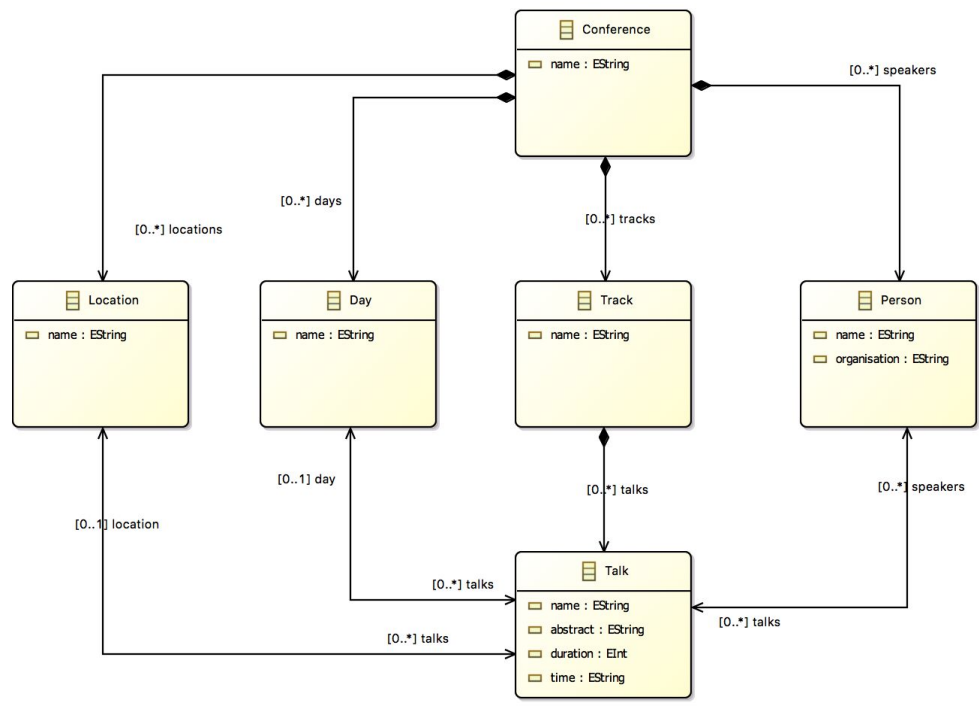 Conference
name : EString
[0..*] speakers
[0..*] days
[0..*] tracks
[0..*] locations
Location
name : EString
Day
name : EString
Track
name : EString
Person
name : EString
organisation : EString
[0..1] day
[0..*] talks
[0..*] speakers
[0..1] location
Talk
name : EString
abstract : EString
duration : EInt
time : EString
[0..*] talks
[0..*] talks
[0..*] talks